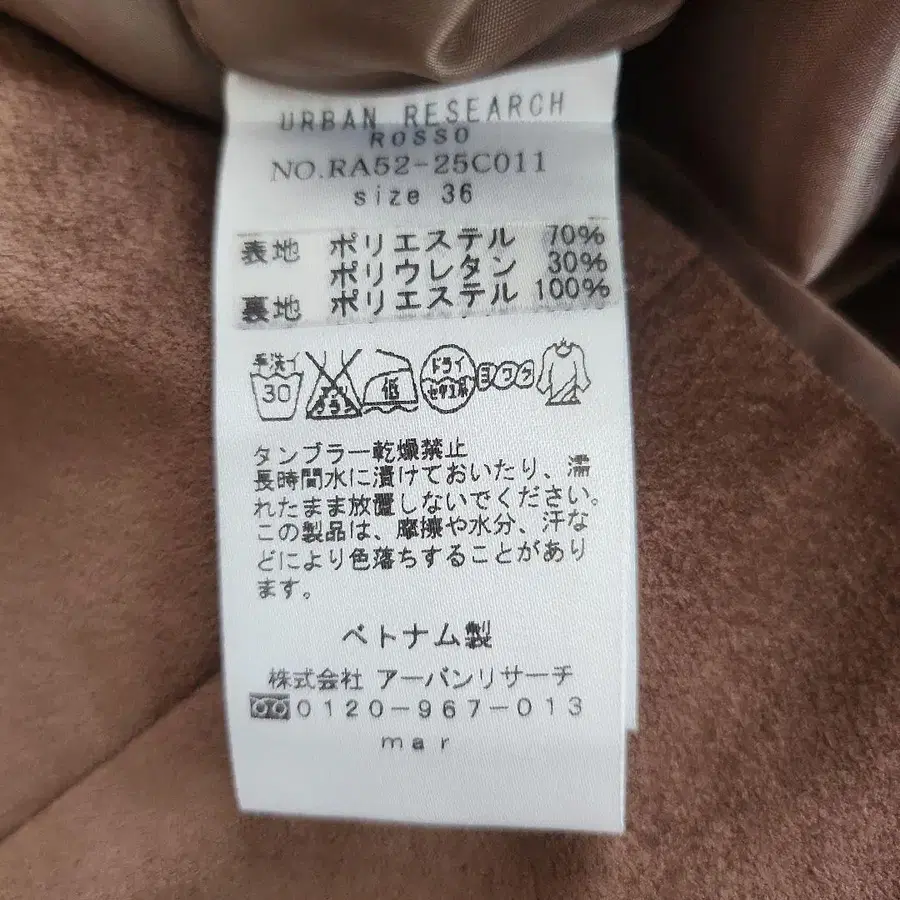 URBAN RESEARCH
ROSSO
NO.RA52-25C011
size 36
表地 ポリエステル 70%
ポリウレタン 30%
裏地 ポリエステル 100%
手洗イ 30 低 ドライ セキユ系 ヨワク
タンブラー乾燥禁止
長時間水に漬けておいたり、濡
れたまま放置しないでください。
この製品は、摩擦や水分、汗な
どにより色落ちすることがあり
ます。
ベトナム製
株式会社 アーバンリサーチ
0120-967-013
mar